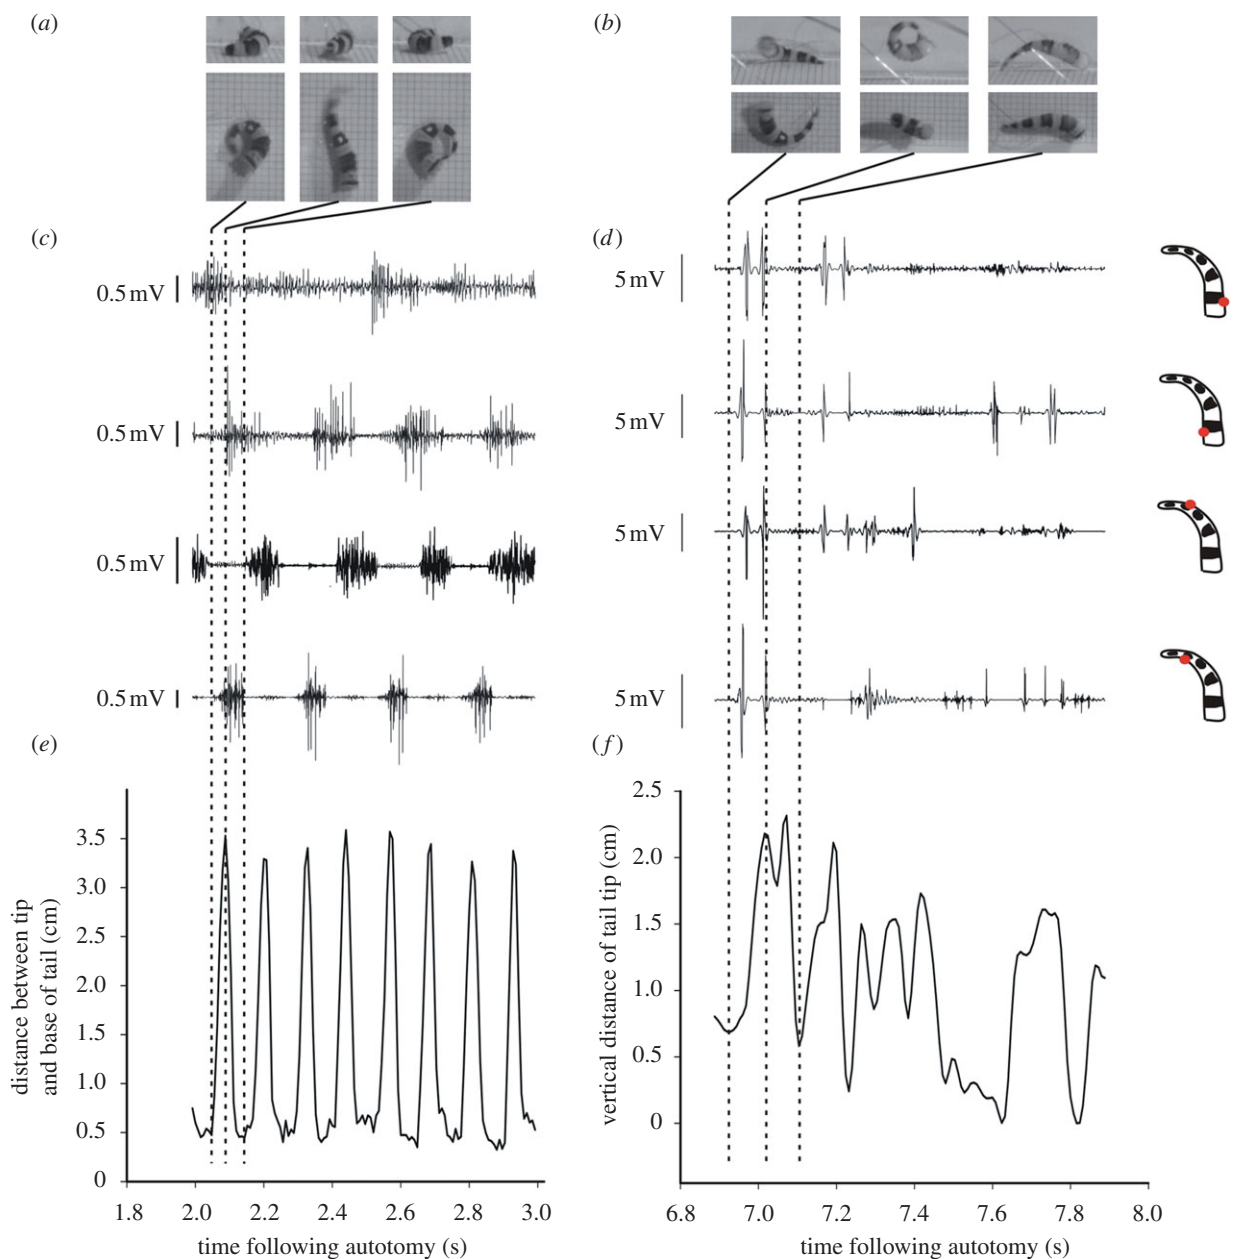 (a)
(b)
(c)
(d)
0.5 mV
0.5 mV
0.5 mV
0.5 mV
5 mV
5 mV
5 mV
5 mV
(e)
(f)
distance between tip
and base of tail (cm)
3.5
3.0
2.5
2.0
1.5
1.0
0.5
0
1.8 2.0 2.2 2.4 2.6 2.8 3.0
time following autotomy (s)
vertical distance of tail tip (cm)
2.5
2.0
1.5
1.0
0.5
0
6.8 7.0 7.2 7.4 7.6 7.8 8.0
time following autotomy (s)